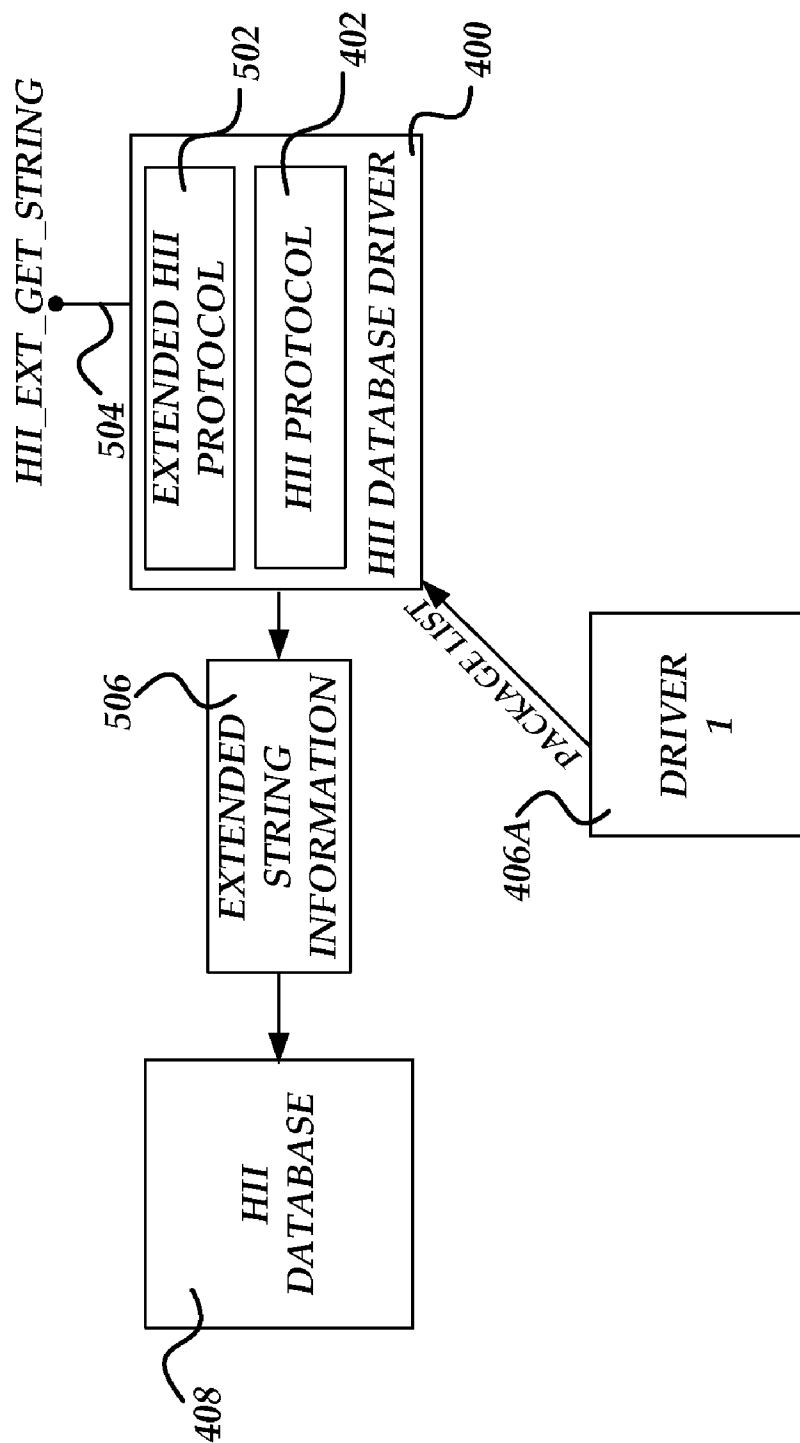 HII_EXT_GET_STRING
504
502
EXTENDED HII
PROTOCOL
402
HII PROTOCOL
400
HII DATABASE DRIVER
506
EXTENDED
STRING
INFORMATION
408
HII
DATABASE
PACKAGE LIST
406A
DRIVER
1